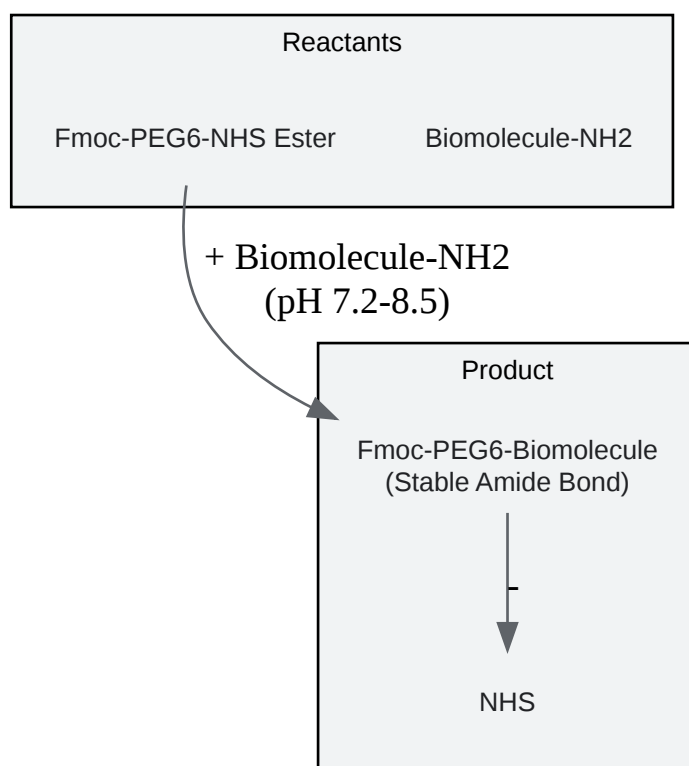 Reactants
Fmoc-PEG6-NHS Ester
Biomolecule-NH2
+ Biomolecule-NH2
(pH 7.2-8.5)
Product
Fmoc-PEG6-Biomolecule
(Stable Amide Bond)
-
NHS